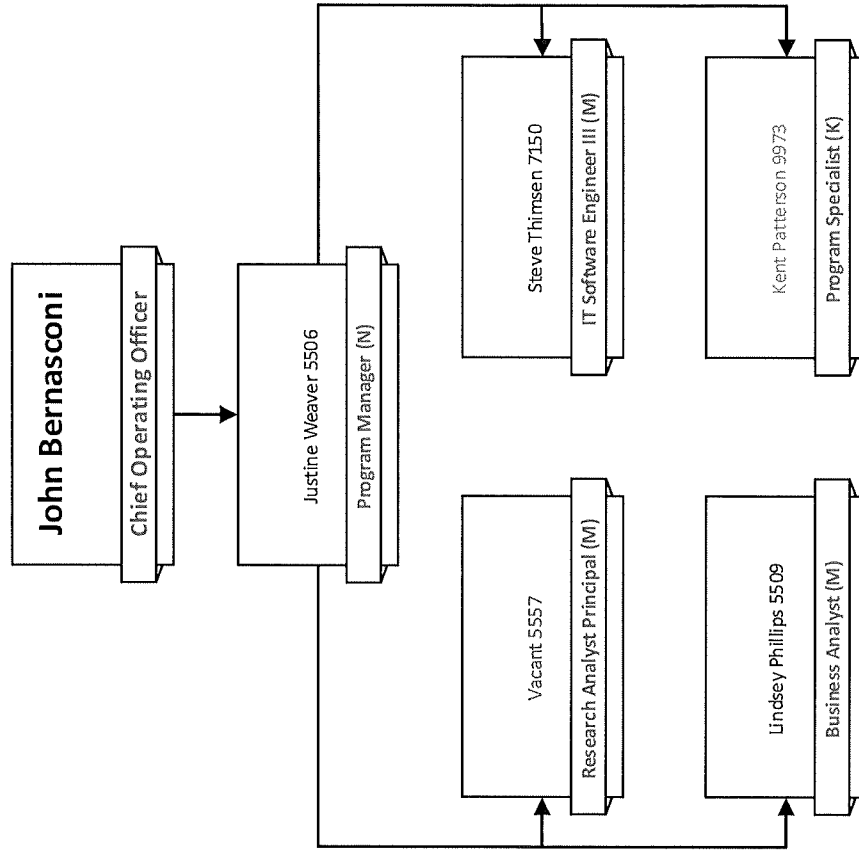 John Bernasconi
Chief Operating Officer
Justine Weaver 5506
Program Manager (N)
Vacant 5557
Research Analyst Principal (M)
Steve Thimsen 7150
IT Software Engineer III (M)
Lindsey Phillips 5509
Business Analyst (M)
Kent Patterson 9973
Program Specialist (K)